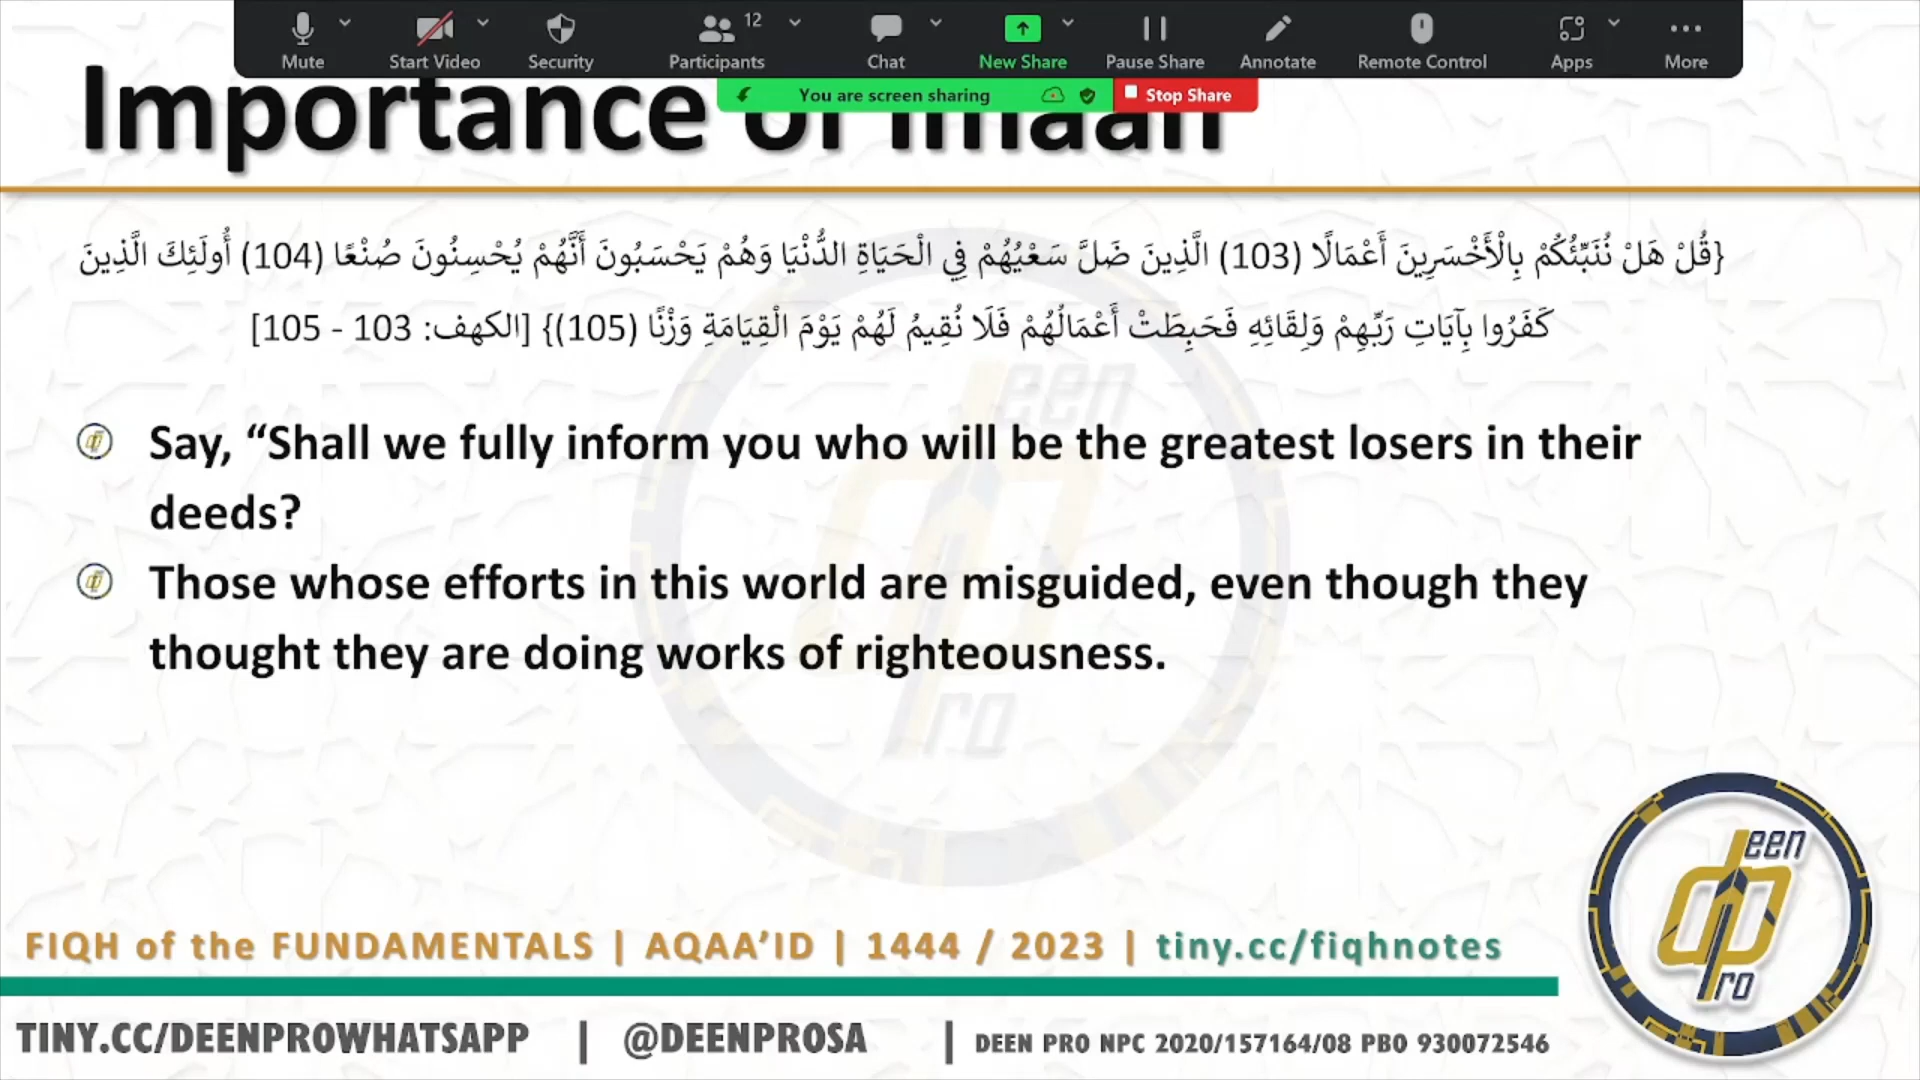 12
Mute
Start Video
Security
Participants
Chat
New Share
Pause Share
Annotate
Remote Control
Apps
More
You are screen sharing
Stop Share
Importance of Imaan
{قُلْ هَلْ نُنَبِّئُكُمْ بِالْأَخْسَرِينَ أَعْمَالًا (103) الَّذِينَ ضَلَّ سَعْيُهُمْ فِي الْحَيَاةِ الدُّنْيَا وَهُمْ يَحْسَبُونَ أَنَّهُمْ يُحْسِنُونَ صُنْعًا (104) أُولَئِكَ الَّذِينَ
كَفَرُوا بِآيَاتِ رَبِّهِمْ وَلِقَائِهِ فَحَبِطَتْ أَعْمَالُهُمْ فَلَا نُقِيمُ لَهُمْ يَوْمَ الْقِيَامَةِ وَزْنًا (105)} [الكهف: 103 - 105]
Say, “Shall we fully inform you who will be the greatest losers in their
deeds?
Those whose efforts in this world are misguided, even though they
thought they are doing works of righteousness.
een
Pro
FIQH of the FUNDAMENTALS | AQAA’ID | 1444 / 2023 | tiny.cc/fiqhnotes
TINY.CC/DEENPROWHATSAPP | @DEENPROSA | DEEN PRO NPC 2020/157164/08 PBO 930072546
deen
Pro